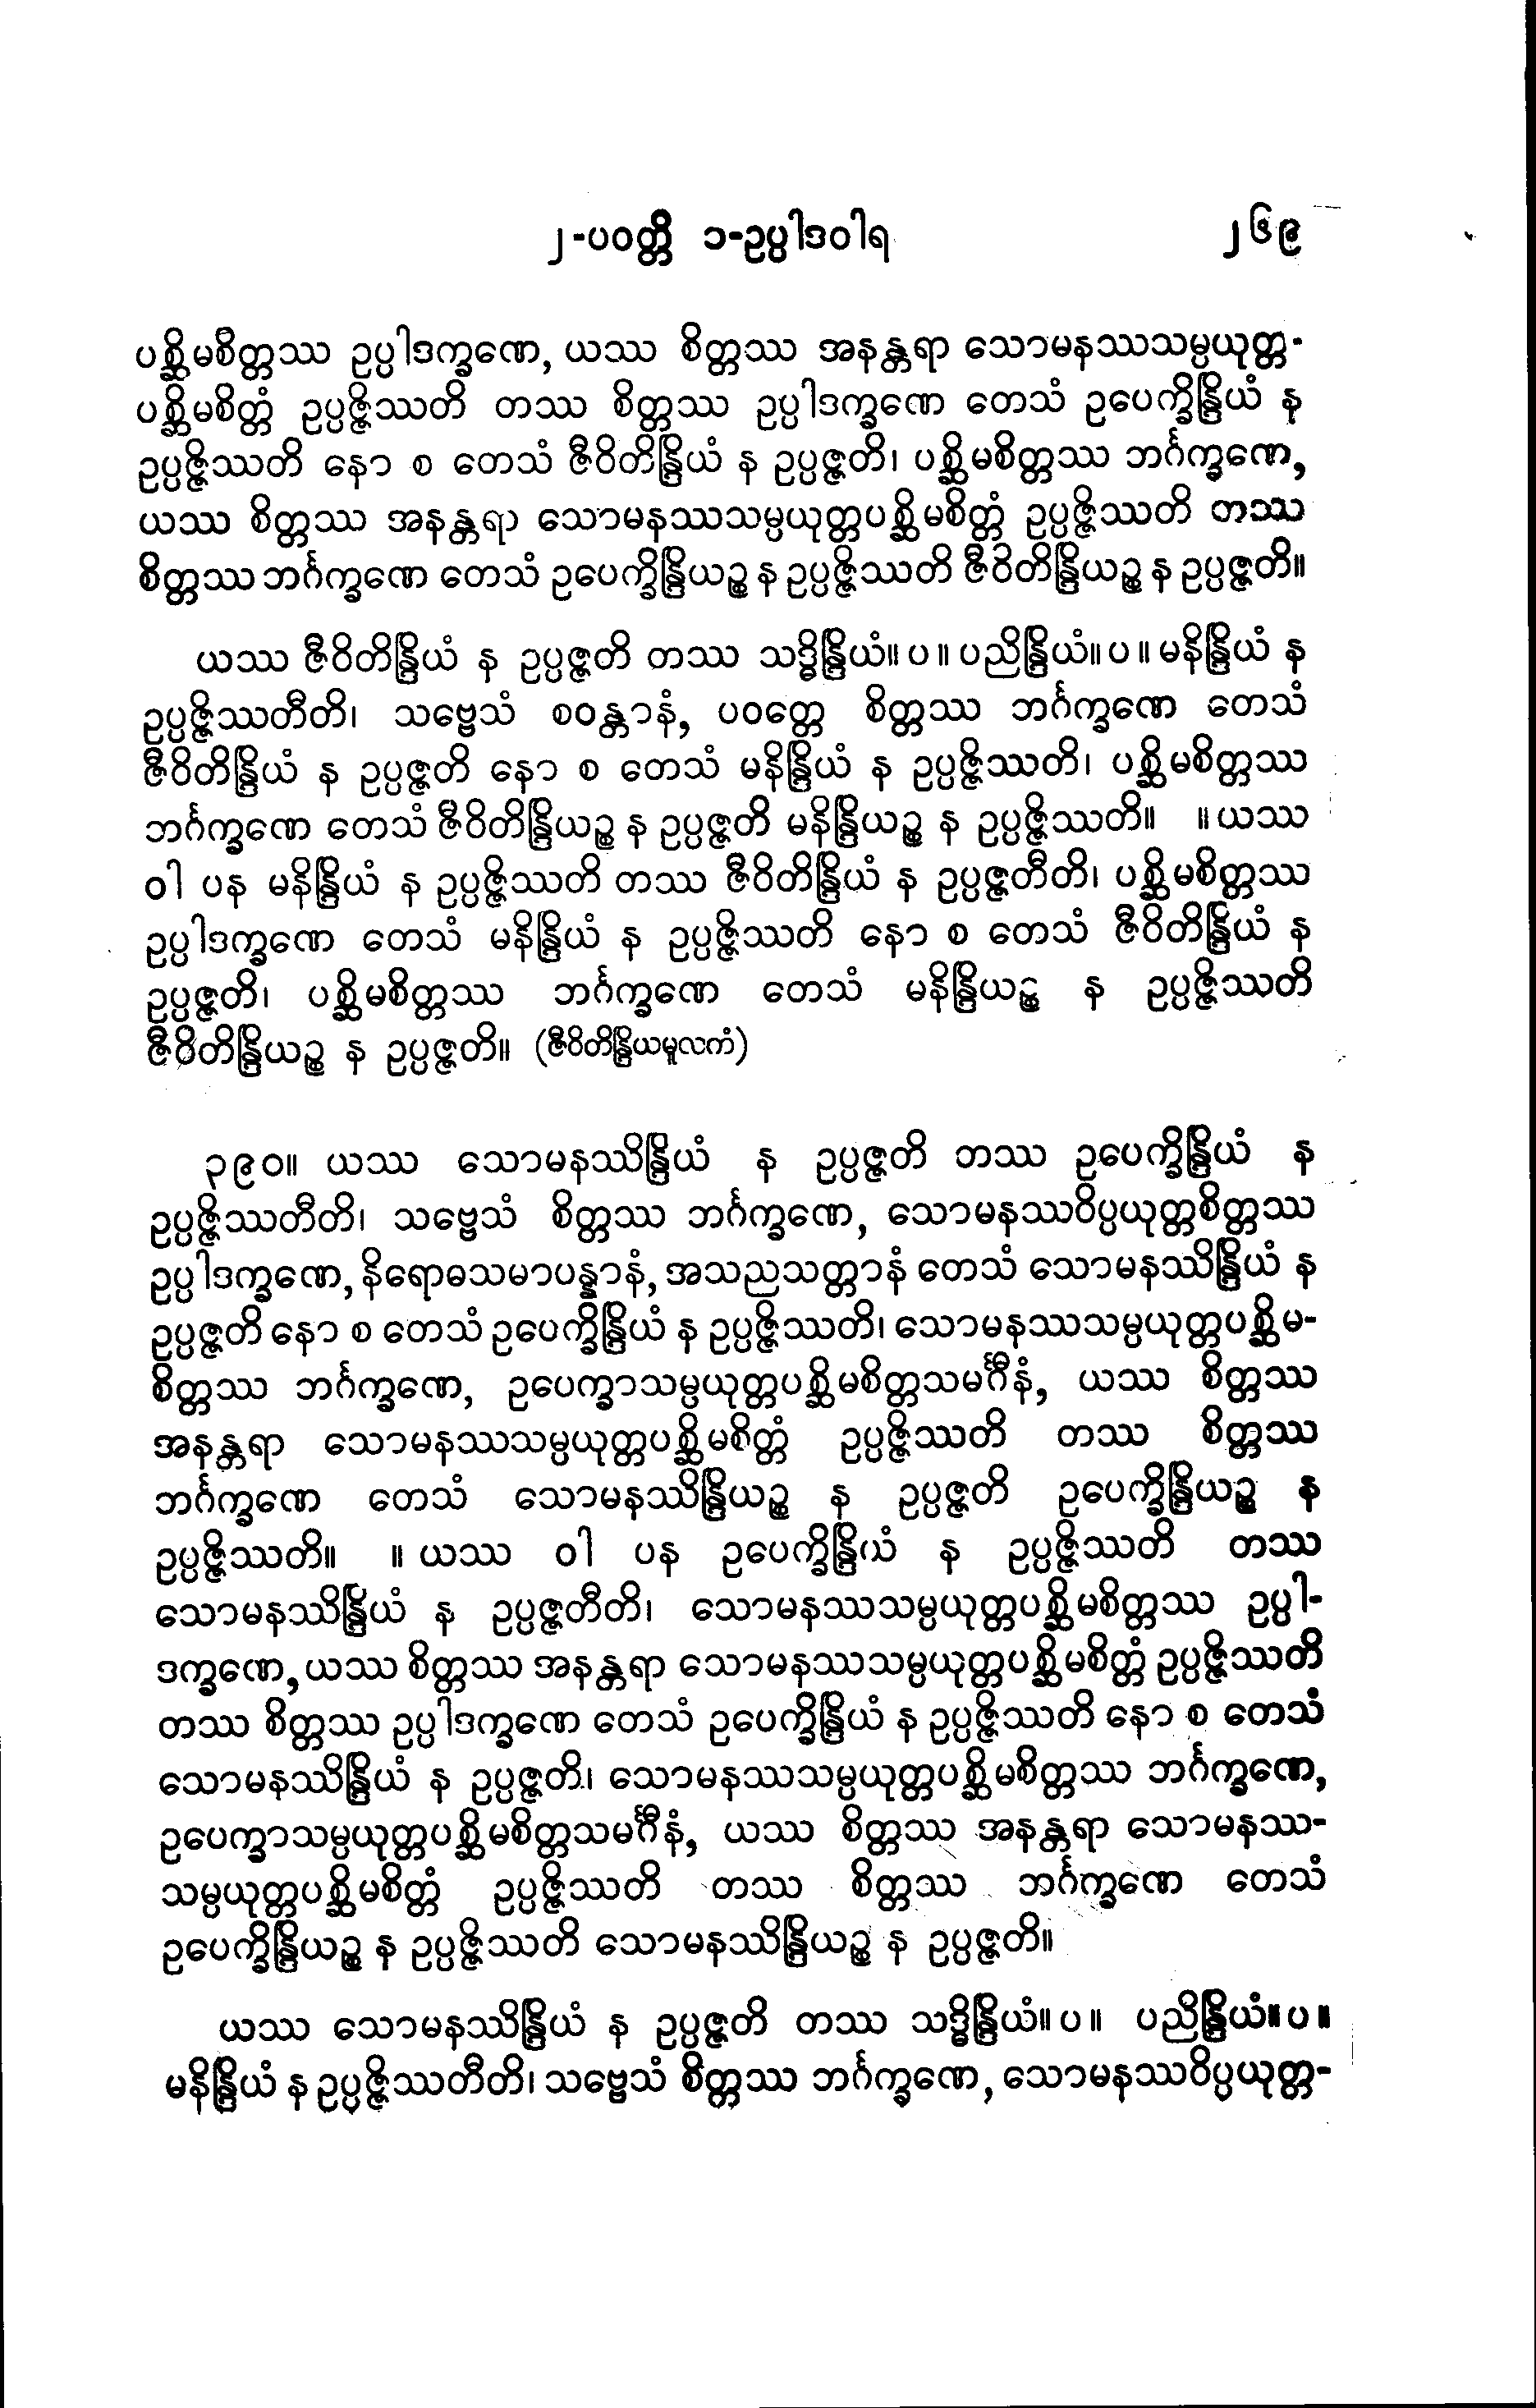 ၂-ပဝတ္တိ ၁-ဥပ္ပါဒဝါရ ၂၆၉
ပစ္ဆိမစိတ္တဿ ဥပ္ပါဒက္ခဏေ, ယဿ စိတ္တဿ အနန္တရာ သောမနဿသမ္ပယုတ္တ-
ပစ္ဆိမစိတ္တံ ဥပ္ပဇ္ဇိဿတိ တဿ စိတ္တဿ ဥပ္ပါဒက္ခဏေ တေသံ ဥပေက္ခိန္ဒြိယံ န
ဥပ္ပဇ္ဇိဿတိ နော စ တေသံ ဇီဝိတိန္ဒြိယံ န ဥပ္ပဇ္ဇတိ၊ ပစ္ဆိမစိတ္တဿ ဘင်္ဂက္ခဏေ,
ယဿ စိတ္တဿ အနန္တရာ သောမနဿသမ္ပယုတ္တပစ္ဆိမစိတ္တံ ဥပ္ပဇ္ဇိဿတိ တဿ
စိတ္တဿ ဘင်္ဂက္ခဏေ တေသံ ဥပေက္ခိန္ဒြိယဉ္စ န ဥပ္ပဇ္ဇိဿတိ ဇီဝိတိန္ဒြိယဉ္စ န ဥပ္ပဇ္ဇတိ။
ယဿ ဇီဝိတိန္ဒြိယံ န ဥပ္ပဇ္ဇတိ တဿ သဒ္ဓိန္ဒြိယံ။ ပ ။ ပညိန္ဒြိယံ။ ပ ။ မနိန္ဒြိယံ န
ဥပ္ပဇ္ဇိဿတီတိ၊ သဗ္ဗေသံ စဝန္တာနံ, ပဝတ္တေ စိတ္တဿ ဘင်္ဂက္ခဏေ တေသံ
ဇီဝိတိန္ဒြိယံ န ဥပ္ပဇ္ဇတိ နော စ တေသံ မနိန္ဒြိယံ န ဥပ္ပဇ္ဇိဿတိ၊ ပစ္ဆိမစိတ္တဿ
ဘင်္ဂက္ခဏေ တေသံ ဇီဝိတိန္ဒြိယဉ္စ န ဥပ္ပဇ္ဇတိ မနိန္ဒြိယဉ္စ န ဥပ္ပဇ္ဇိဿတိ။ ။ ယဿ
ဝါ ပန မနိန္ဒြိယံ န ဥပ္ပဇ္ဇိဿတိ တဿ ဇီဝိတိန္ဒြိယံ န ဥပ္ပဇ္ဇတီတိ၊ ပစ္ဆိမစိတ္တဿ
ဥပ္ပါဒက္ခဏေ တေသံ မနိန္ဒြိယံ န ဥပ္ပဇ္ဇိဿတိ နော စ တေသံ ဇီဝိတိန္ဒြိယံ န
ဥပ္ပဇ္ဇတိ၊ ပစ္ဆိမစိတ္တဿ ဘင်္ဂက္ခဏေ တေသံ မနိန္ဒြိယဉ္စ န ဥပ္ပဇ္ဇိဿတိ
ဇီဝိတိန္ဒြိယဉ္စ န ဥပ္ပဇ္ဇတိ။ (ဇီဝိတိန္ဒြိယမူလကံ)
၃၉၀။ ယဿ သောမနဿိန္ဒြိယံ န ဥပ္ပဇ္ဇတိ ဘဿ ဥပေက္ခိန္ဒြိယံ န
ဥပ္ပဇ္ဇိဿတီတိ၊ သဗ္ဗေသံ စိတ္တဿ ဘင်္ဂက္ခဏေ, သောမနဿဝိပ္ပယုတ္တစိတ္တဿ
ဥပ္ပါဒက္ခဏေ, နိရောဓသမာပန္နာနံ, အသညသတ္တာနံ တေသံ သောမနဿိန္ဒြိယံ န
ဥပ္ပဇ္ဇတိ နော စ တေသံ ဥပေက္ခိန္ဒြိယံ န ဥပ္ပဇ္ဇိဿတိ၊ သောမနဿသမ္ပယုတ္တပစ္ဆိမ-
စိတ္တဿ ဘင်္ဂက္ခဏေ, ဥပေက္ခာသမ္ပယုတ္တပစ္ဆိမစိတ္တသမင်္ဂီနံ, ယဿ စိတ္တဿ
အနန္တရာ သောမနဿသမ္ပယုတ္တပစ္ဆိမစိတ္တံ ဥပ္ပဇ္ဇိဿတိ တဿ စိတ္တဿ
ဘင်္ဂက္ခဏေ တေသံ သောမနဿိန္ဒြိယဉ္စ န ဥပ္ပဇ္ဇတိ ဥပေက္ခိန္ဒြိယဉ္စ န
ဥပ္ပဇ္ဇိဿတိ။ ။ ယဿ ဝါ ပန ဥပေက္ခိန္ဒြိယံ န ဥပ္ပဇ္ဇိဿတိ တဿ
သောမနဿိန္ဒြိယံ န ဥပ္ပဇ္ဇတီတိ၊ သောမနဿသမ္ပယုတ္တပစ္ဆိမစိတ္တဿ ဥပ္ပါ-
ဒက္ခဏေ, ယဿ စိတ္တဿ အနန္တရာ သောမနဿသမ္ပယုတ္တပစ္ဆိမစိတ္တံ ဥပ္ပဇ္ဇိဿတိ
တဿ စိတ္တဿ ဥပ္ပါဒက္ခဏေ တေသံ ဥပေက္ခိန္ဒြိယံ န ဥပ္ပဇ္ဇိဿတိ နော စ တေသံ
သောမနဿိန္ဒြိယံ န ဥပ္ပဇ္ဇတိ၊ သောမနဿသမ္ပယုတ္တပစ္ဆိမစိတ္တဿ ဘင်္ဂက္ခဏေ,
ဥပေက္ခာသမ္ပယုတ္တပစ္ဆိမစိတ္တသမင်္ဂီနံ, ယဿ စိတ္တဿ အနန္တရာ သောမနဿ-
သမ္ပယုတ္တပစ္ဆိမစိတ္တံ ဥပ္ပဇ္ဇိဿတိ တဿ စိတ္တဿ ဘင်္ဂက္ခဏေ တေသံ
ဥပေက္ခိန္ဒြိယဉ္စ န ဥပ္ပဇ္ဇိဿတိ သောမနဿိန္ဒြိယဉ္စ န ဥပ္ပဇ္ဇတိ။
ယဿ သောမနဿိန္ဒြိယံ န ဥပ္ပဇ္ဇတိ တဿ သဒ္ဓိန္ဒြိယံ။ ပ ။ ပညိန္ဒြိယံ။ ပ ။
မနိန္ဒြိယံ န ဥပ္ပဇ္ဇိဿတီတိ၊ သဗ္ဗေသံ စိတ္တဿ ဘင်္ဂက္ခဏေ, သောမနဿဝိပ္ပယုတ္တ-